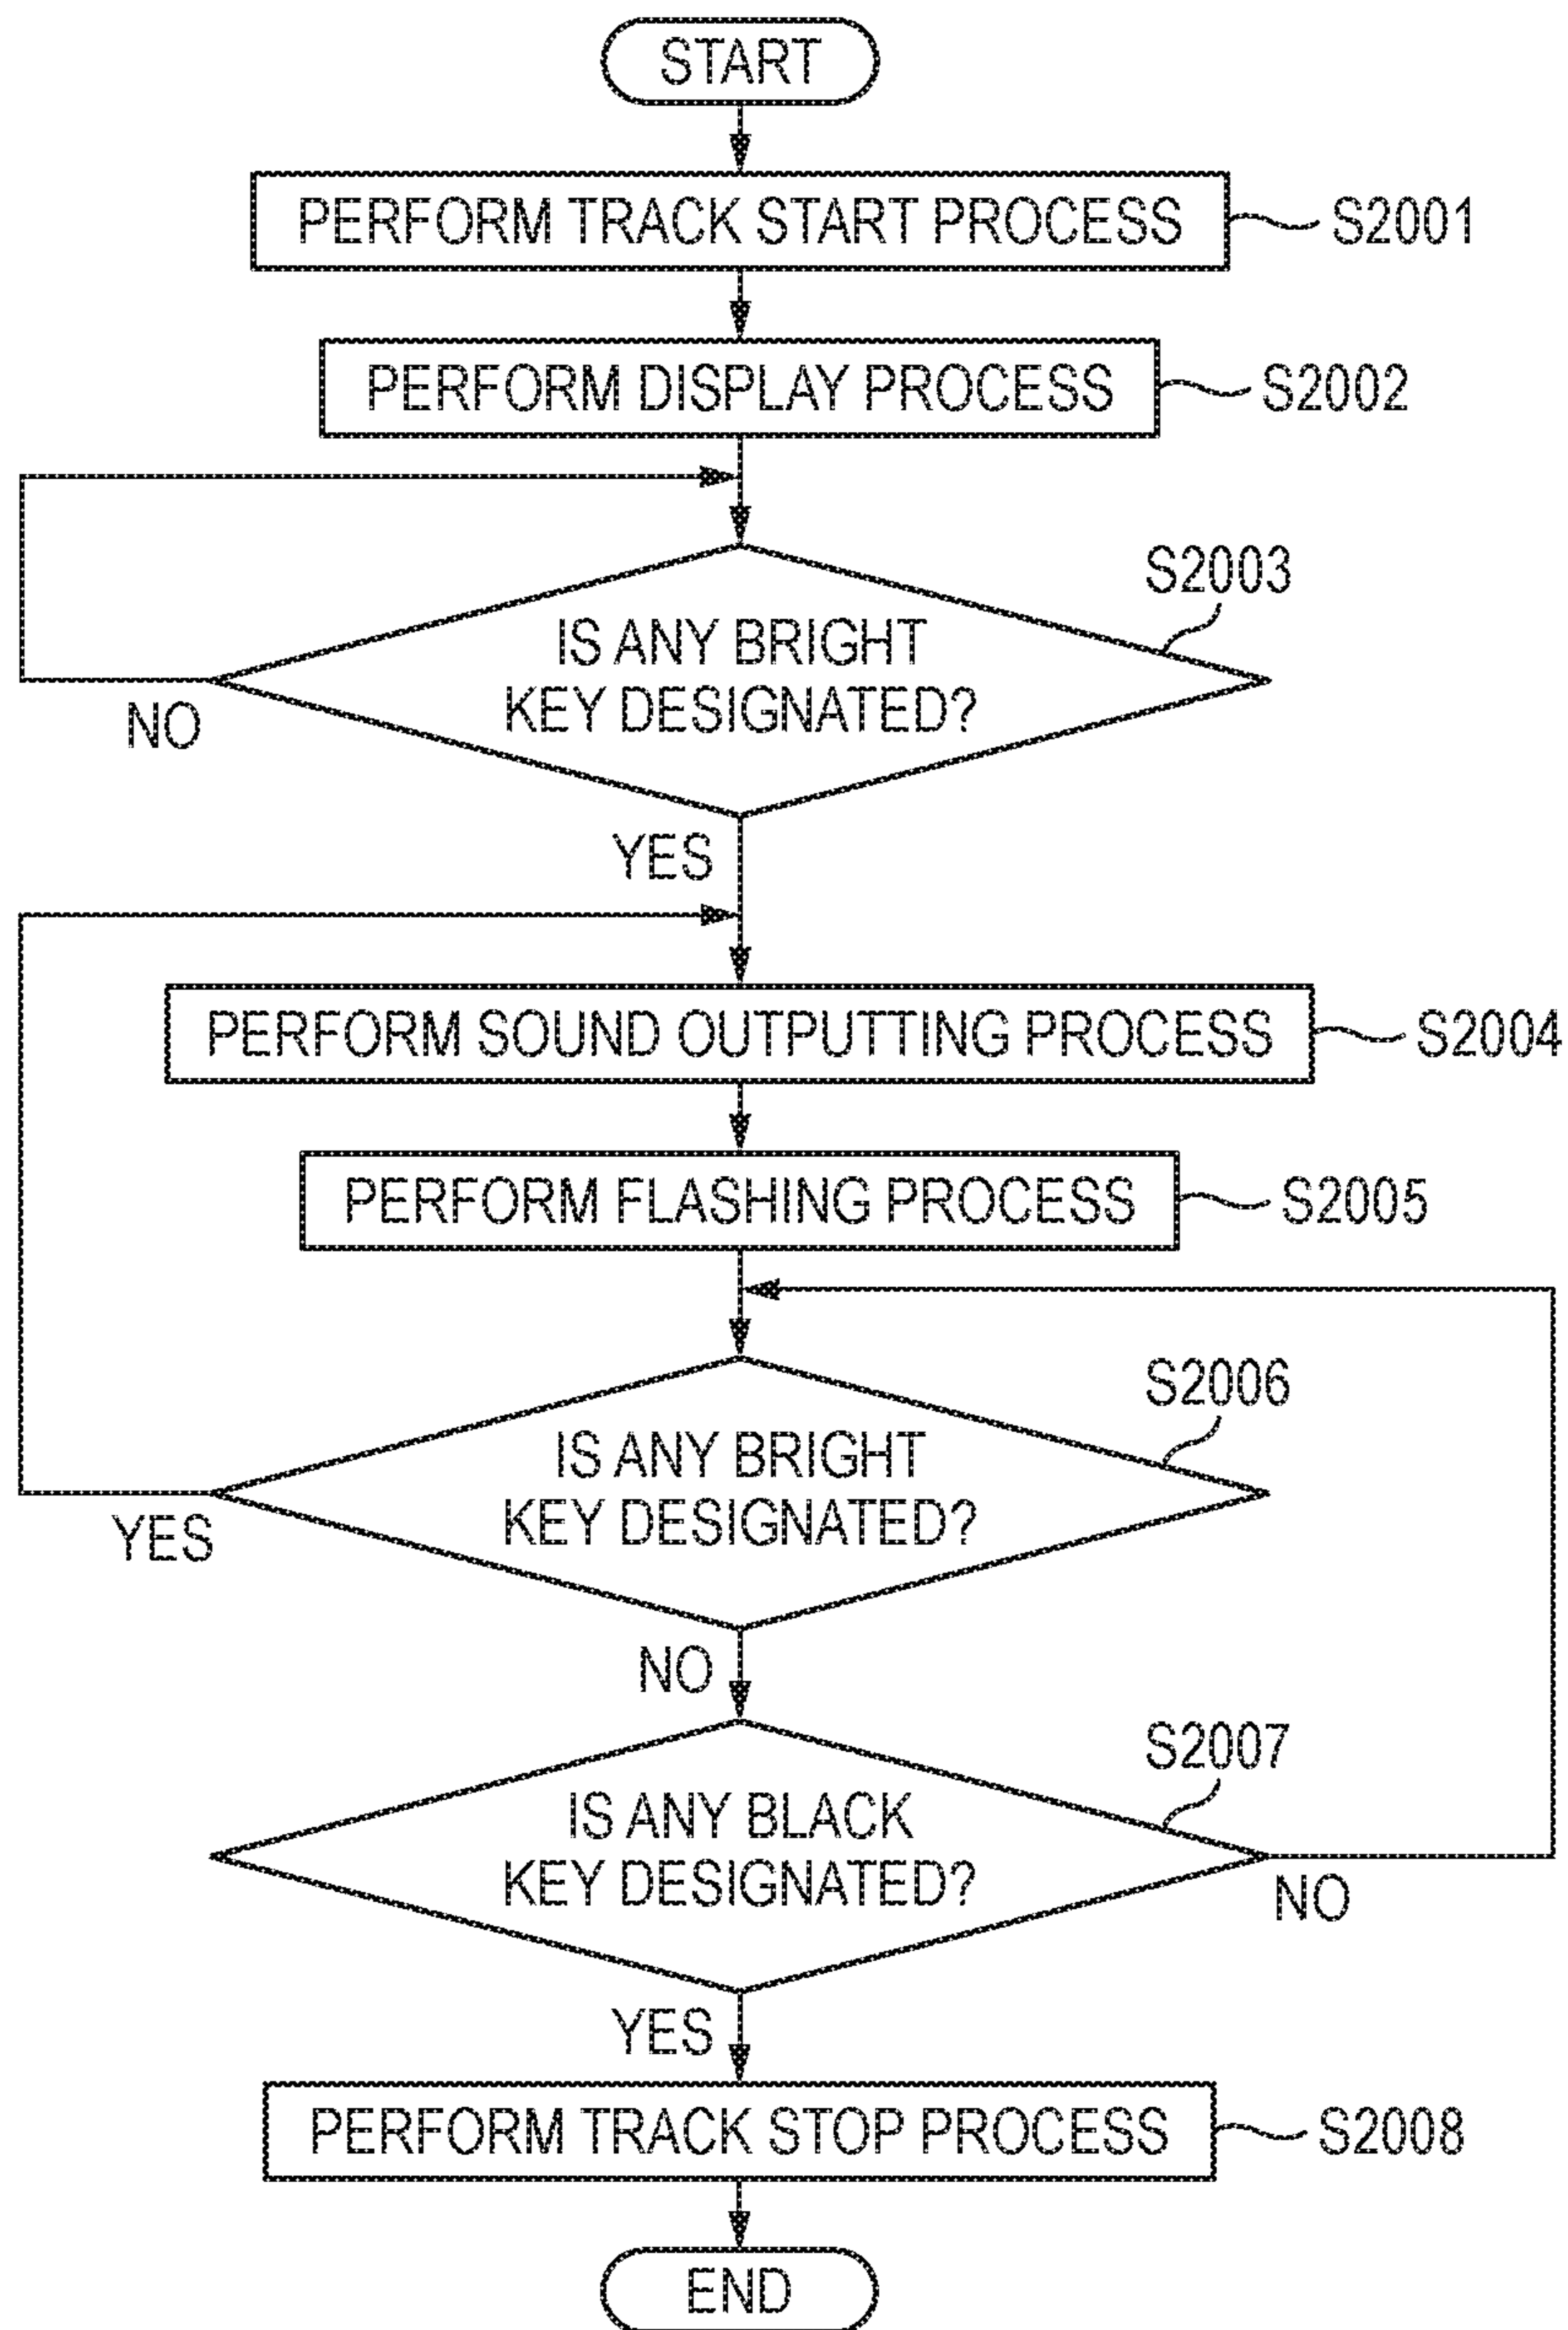 START
PERFORM TRACK START PROCESS
S2001
PERFORM DISPLAY PROCESS
S2002
S2003
IS ANY BRIGHT
KEY DESIGNATED?
NO
YES
PERFORM SOUND OUTPUTTING PROCESS
S2004
PERFORM FLASHING PROCESS
S2005
S2006
IS ANY BRIGHT
KEY DESIGNATED?
YES
NO
S2007
IS ANY BLACK
KEY DESIGNATED?
NO
YES
PERFORM TRACK STOP PROCESS
S2008
END